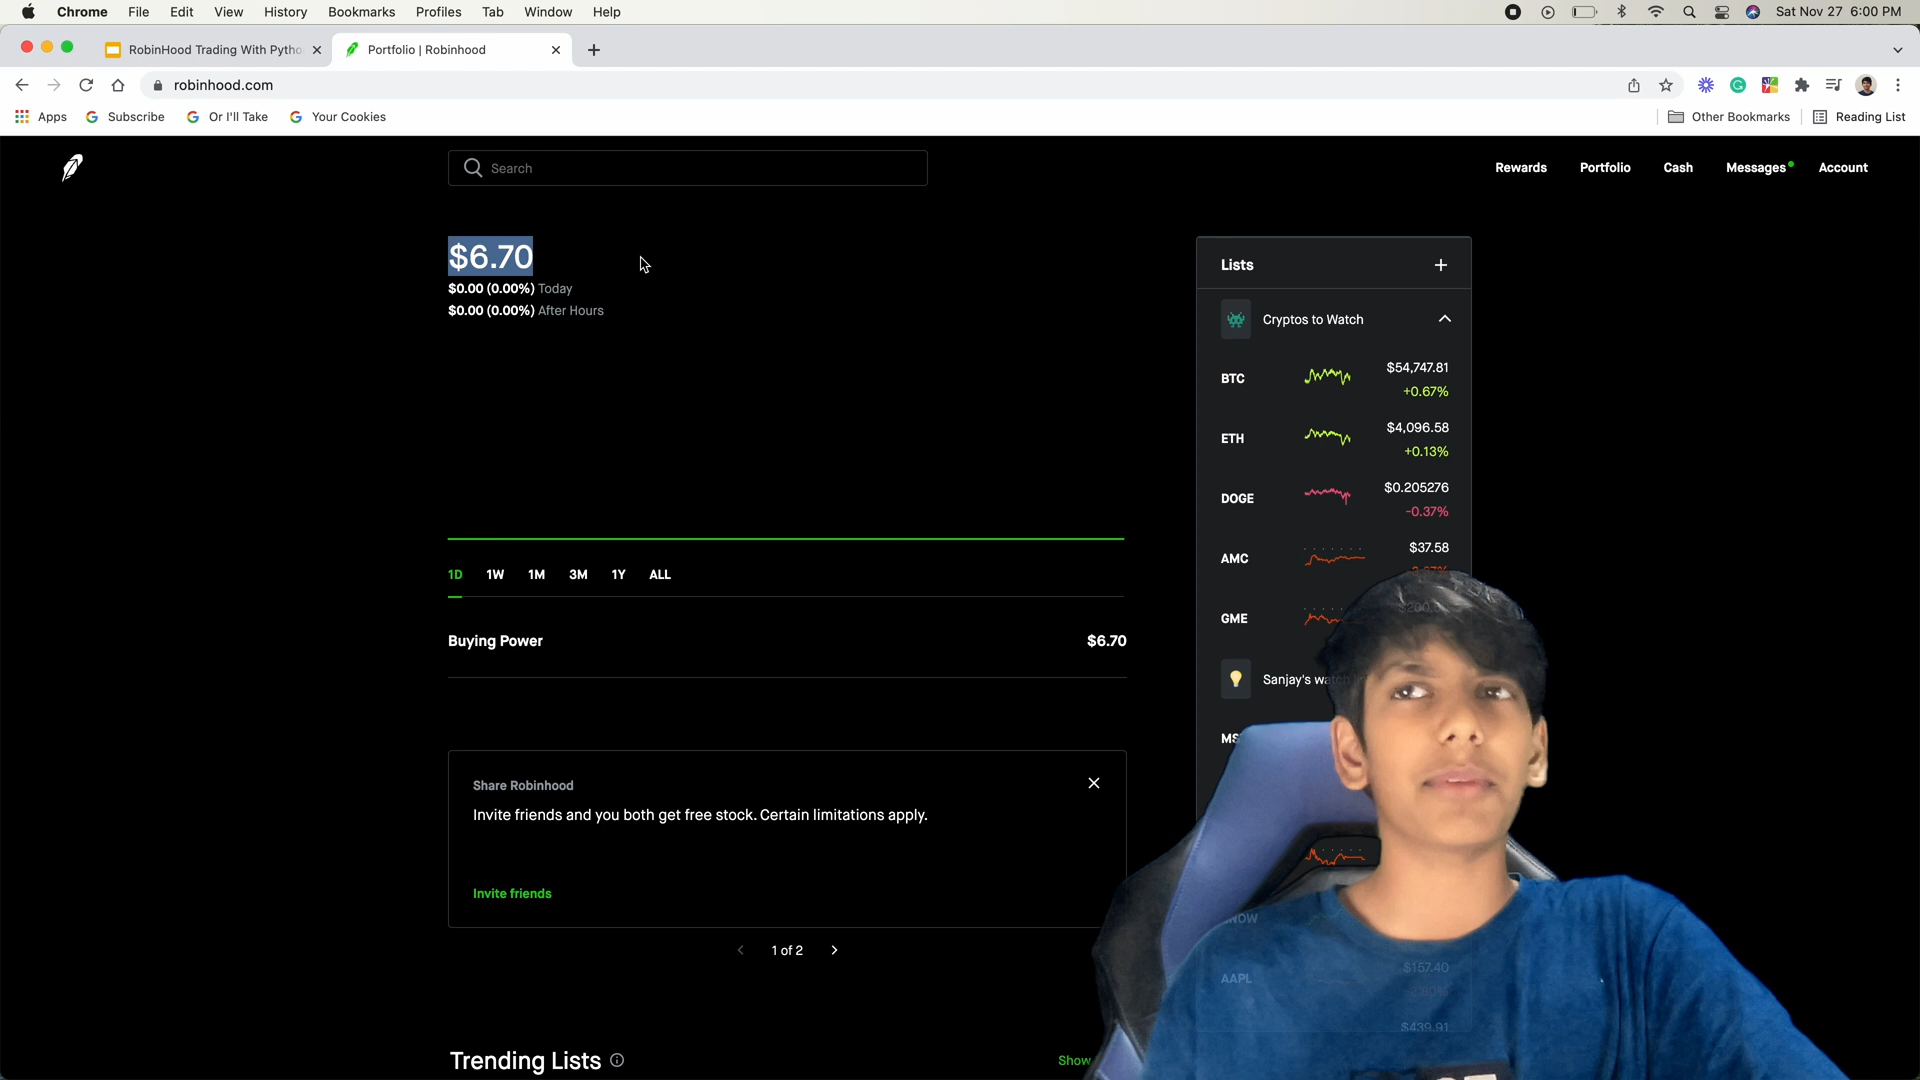 Chrome File Edit View History Bookmarks Profiles Tab Window Help Sat Nov 27 6:00 PM
RobinHood Trading With Pytho Portfolio | Robinhood
robinhood.com
Apps Subscribe Or I'll Take Your Cookies Other Bookmarks Reading List
Search Rewards Portfolio Cash Messages Account
$6.70
$0.00 (0.00%) Today
$0.00 (0.00%) After Hours
1D 1W 1M 3M 1Y ALL
Buying Power $6.70
Share Robinhood
Invite friends and you both get free stock. Certain limitations apply.
Invite friends
1 of 2
Trending Lists Show
Lists
Cryptos to Watch
BTC $54,747.81
+0.67%
ETH $4,096.58
+0.13%
DOGE $0.205276
-0.37%
AMC $37.58
GME
Sanjay's watch
MS
AAPL $157.40
$439.91